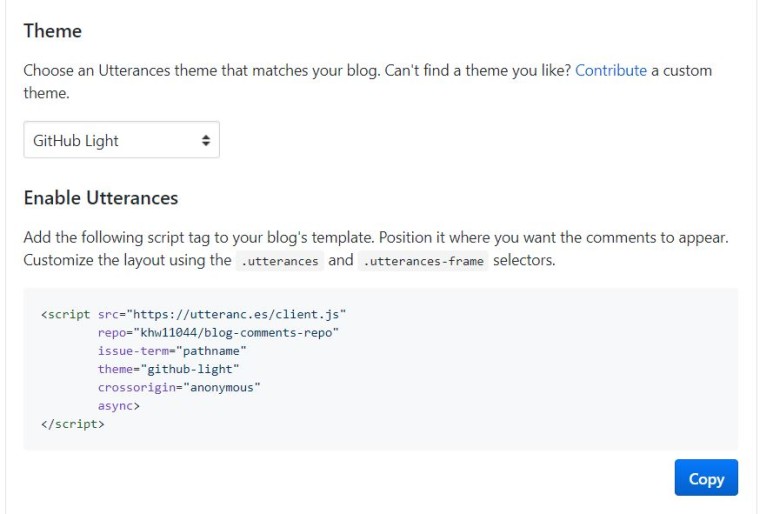 Theme
Choose an Utterances theme that matches your blog. Can't find a theme you like? Contribute a custom
theme.
GitHub Light
Enable Utterances
Add the following script tag to your blog's template. Position it where you want the comments to appear.
Customize the layout using the .utterances and .utterances-frame selectors.
<script src="https://utteranc.es/client.js"
        repo="khw11044/blog-comments-repo"
        issue-term="pathname"
        theme="github-light"
        crossorigin="anonymous"
        async>
</script>
Copy